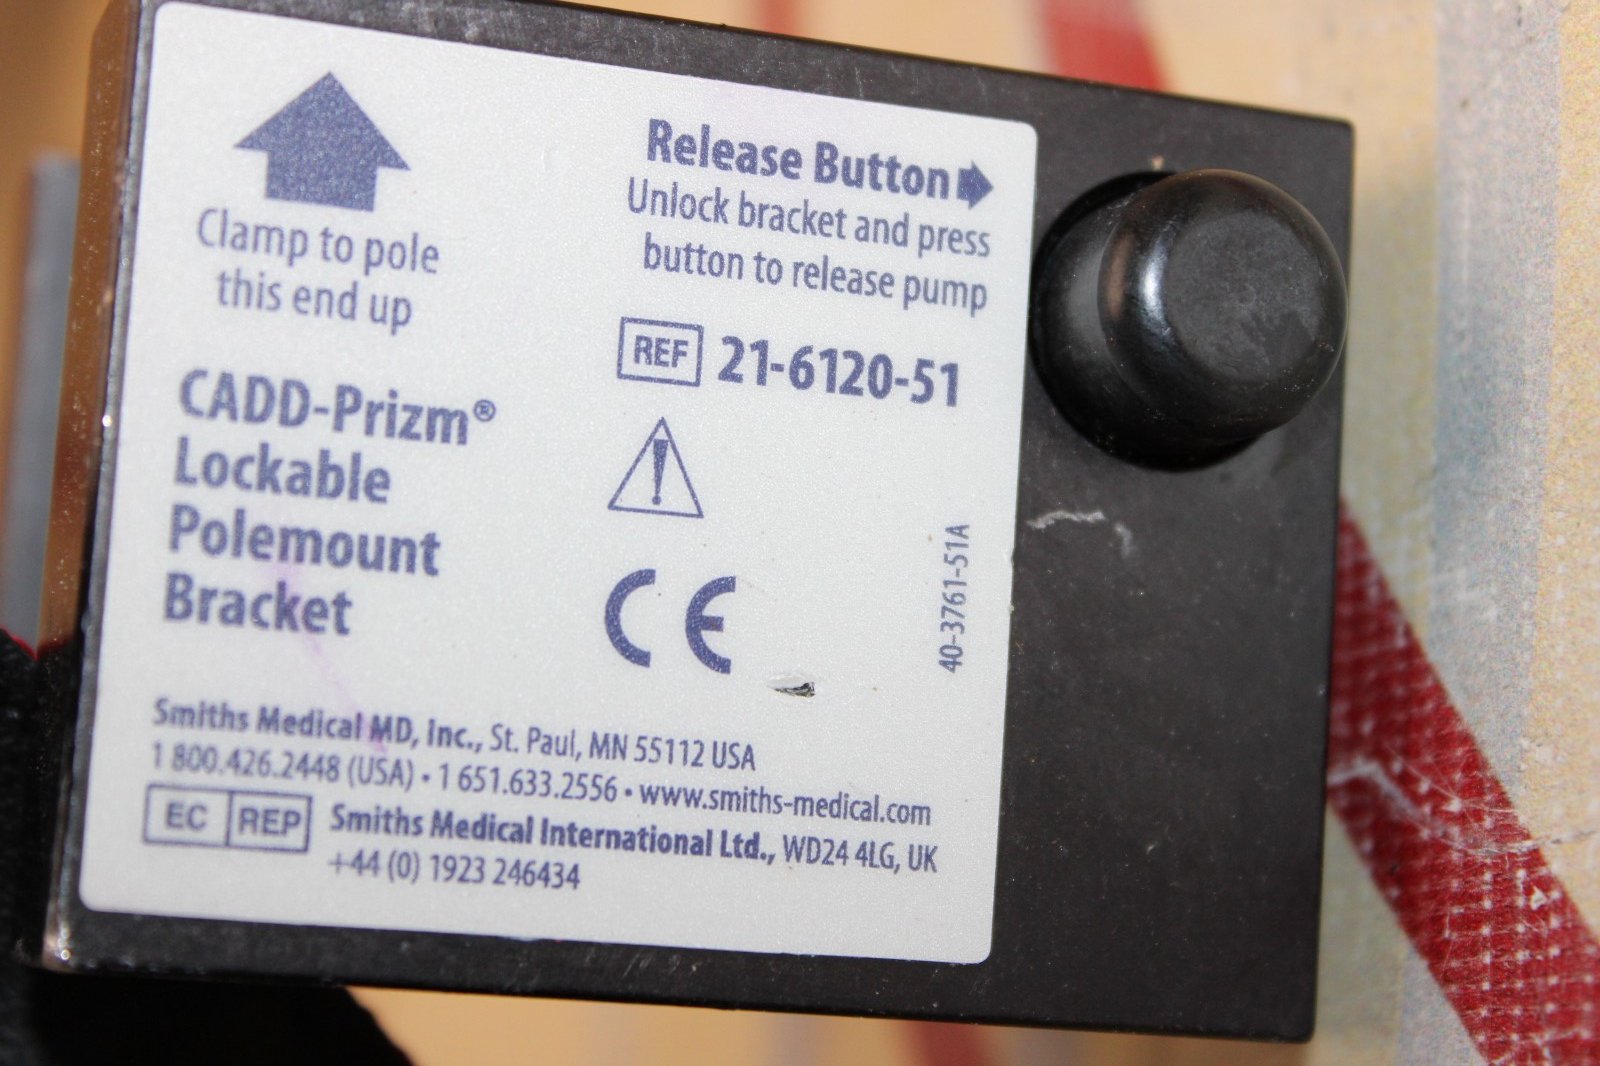 Clamp to pole
this end up
Release Button
Unlock bracket and press
button to release pump
REF 21-6120-51
CADD-Prizm®
Lockable
Polemount
Bracket
CE
40-3761-51A
Smiths Medical MD, Inc., St. Paul, MN 55112 USA
1 800.426.2448 (USA) • 1 651.633.2556 • www.smiths-medical.com
EC REP Smiths Medical International Ltd., WD24 4LG, UK
+44 (0) 1923 246434